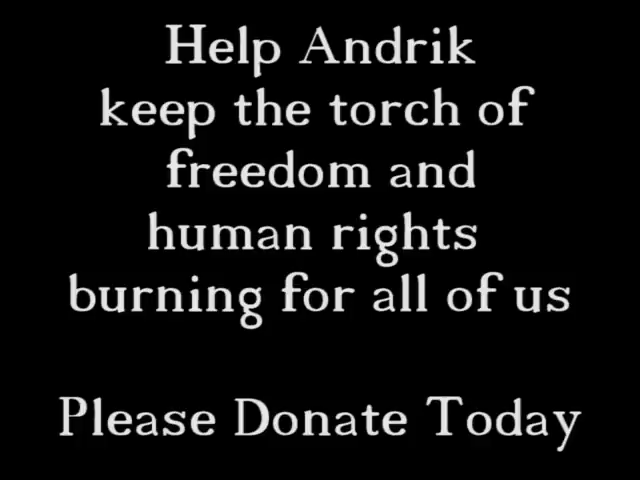 Help Andrik
keep the torch of
freedom and
human rights
burning for all of us
Please Donate Today